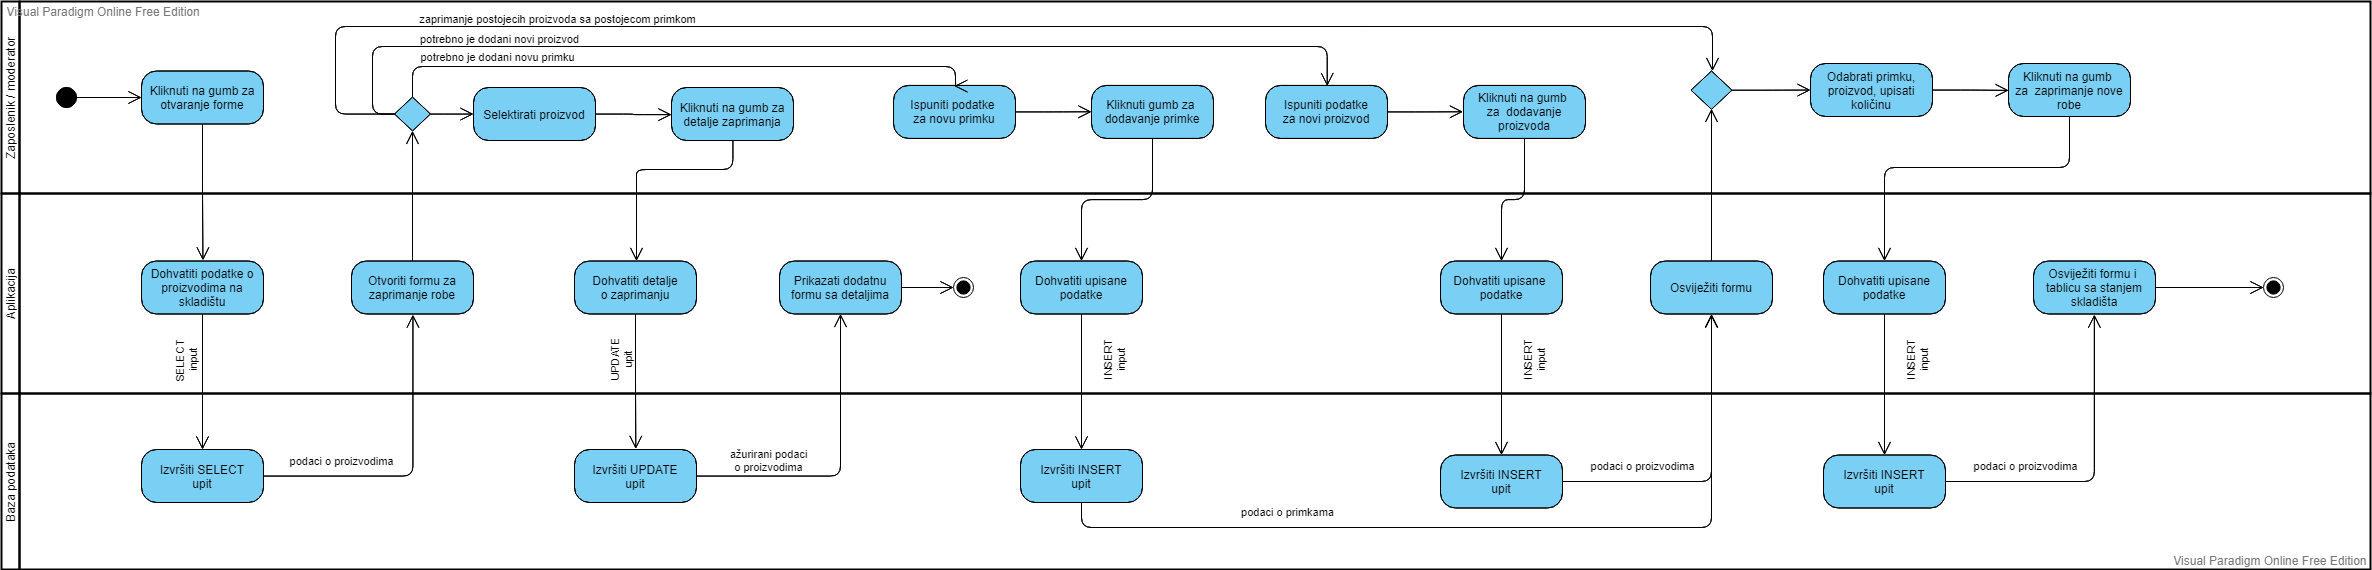 Visual Paradigm Online Free Edition
zaprimanje postojecih proizvoda sa postojecom primkom
potrebno je dodani novi proizvod
potrebno je dodani novu primku
Zaposlenik / moderator
Kliknuti na gumb za
otvaranje forme
Selektirati proizvod
Kliknuti na gumb za
detalje zaprimanja
Ispuniti podatke
za novu primku
Kliknuti gumb za
dodavanje primke
Ispuniti podatke
za novi proizvod
Kliknuti na gumb
za dodavanje
proizvoda
Odabrati primku,
proizvod, upisati
količinu
Kliknuti na gumb
za zaprimanje nove
robe
Aplikacija
Dohvatiti podatke o
proizvodima na
skladištu
Otvoriti formu za
zaprimanje robe
Dohvatiti detalje
o zaprimanju
Prikazati dodatnu
formu sa detaljima
Dohvatiti upisane
podatke
Dohvatiti upisane
podatke
Osviježiti formu
Dohvatiti upisane
podatke
Osviježiti formu i
tablicu sa stanjem
skladišta
SELECT
input
UPDATE
upit
INSERT
input
INSERT
input
INSERT
input
Baza podataka
Izvršiti SELECT
upit
podaci o proizvodima
Izvršiti UPDATE
upit
ažurirani podaci
o proizvodima
Izvršiti INSERT
upit
podaci o primkama
Izvršiti INSERT
upit
podaci o proizvodima
Izvršiti INSERT
upit
podaci o proizvodima
Visual Paradigm Online Free Edition